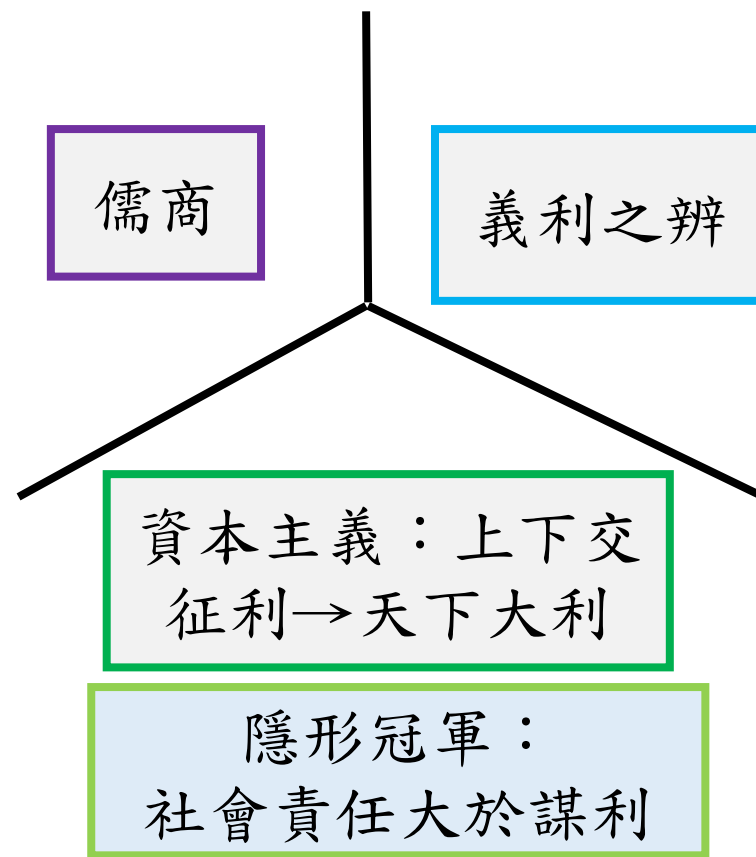 儒商
義利之辨
資本主義：上下交
征利→天下大利
隱形冠軍：
社會責任大於謀利